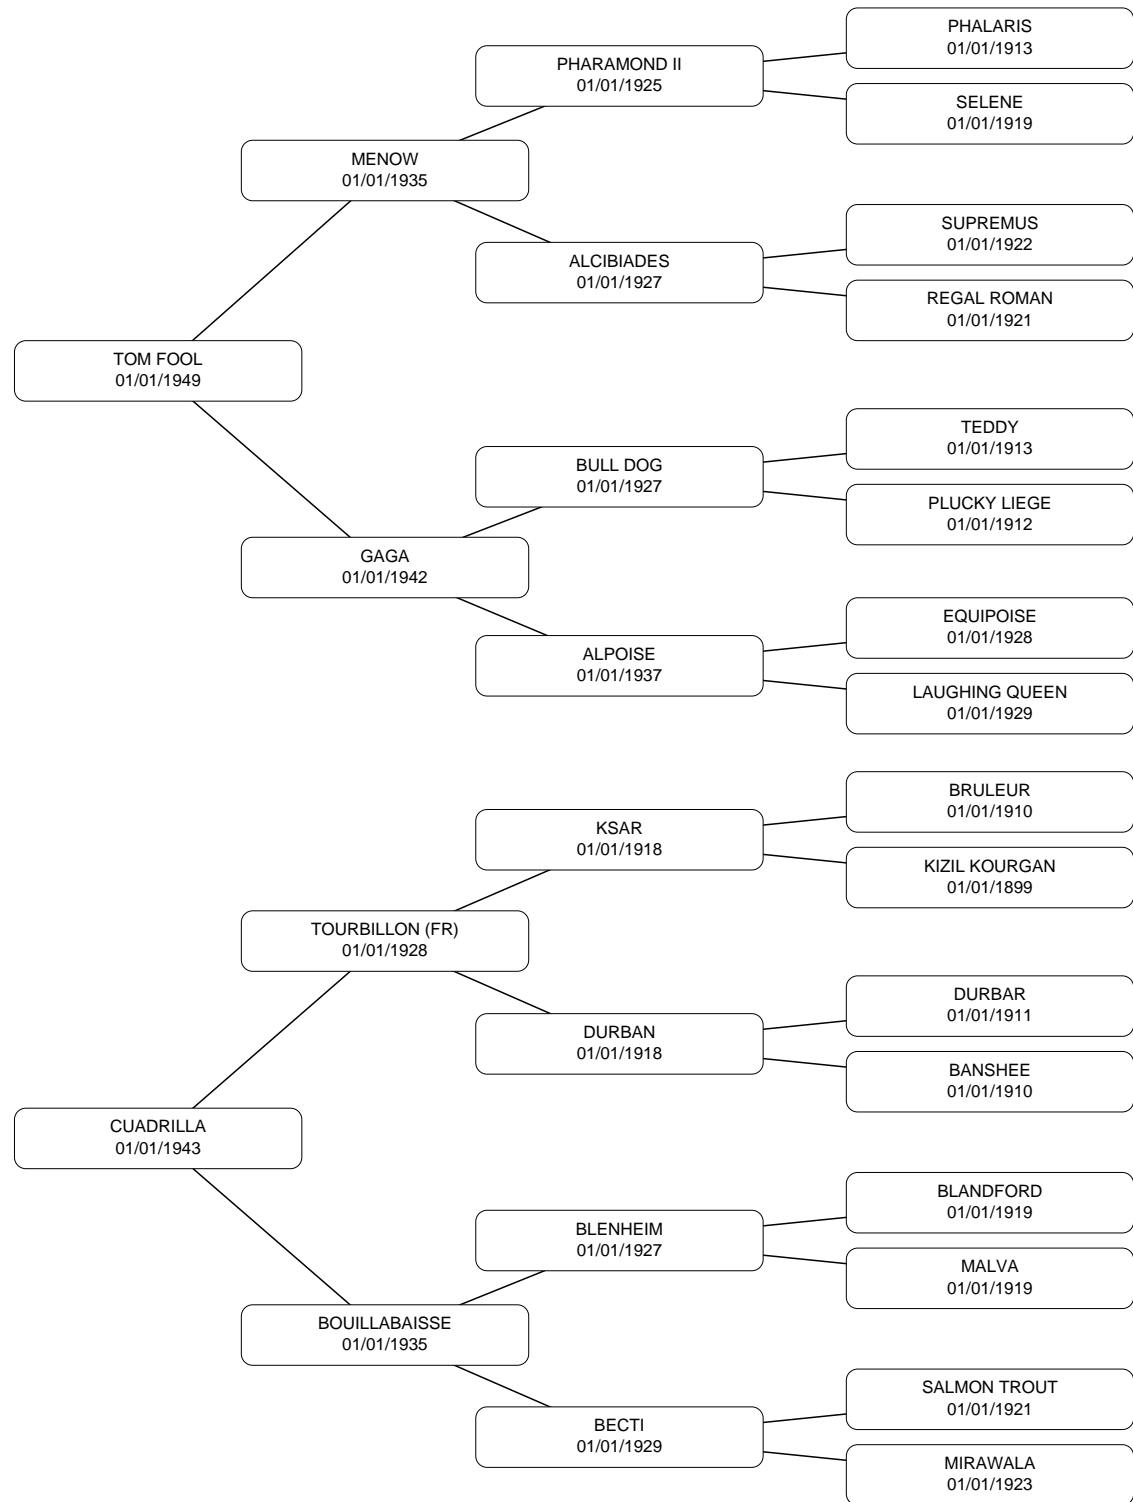 PHALARIS
01/01/1913
PHARAMOND II
01/01/1925
SELENE
01/01/1919
MENOW
01/01/1935
SUPREMUS
01/01/1922
ALCIBIADES
01/01/1927
REGAL ROMAN
01/01/1921
TOM FOOL
01/01/1949
TEDDY
01/01/1913
BULL DOG
01/01/1927
PLUCKY LIEGE
01/01/1912
GAGA
01/01/1942
EQUIPOISE
01/01/1928
ALPOISE
01/01/1937
LAUGHING QUEEN
01/01/1929
BRULEUR
01/01/1910
KSAR
01/01/1918
KIZIL KOURGAN
01/01/1899
TOURBILLON (FR)
01/01/1928
DURBAR
01/01/1911
DURBAN
01/01/1918
BANSHEE
01/01/1910
CUADRILLA
01/01/1943
BLANDFORD
01/01/1919
BLENHEIM
01/01/1927
MALVA
01/01/1919
BOUILLABAISSE
01/01/1935
SALMON TROUT
01/01/1921
BECTI
01/01/1929
MIRAWALA
01/01/1923